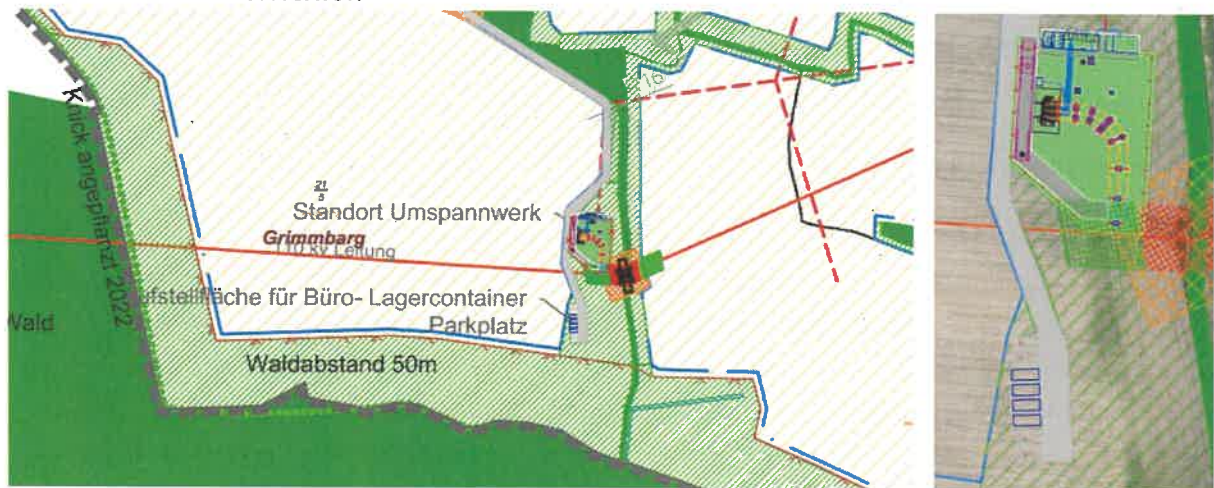 16
21
5
Standort Umspannwerk
Grimmbarg
110 Kv Leitung
Knick angepflanzt 2022
ufstellfläche für Büro- Lagercontainer
Parkplatz
Wald
Waldabstand 50m